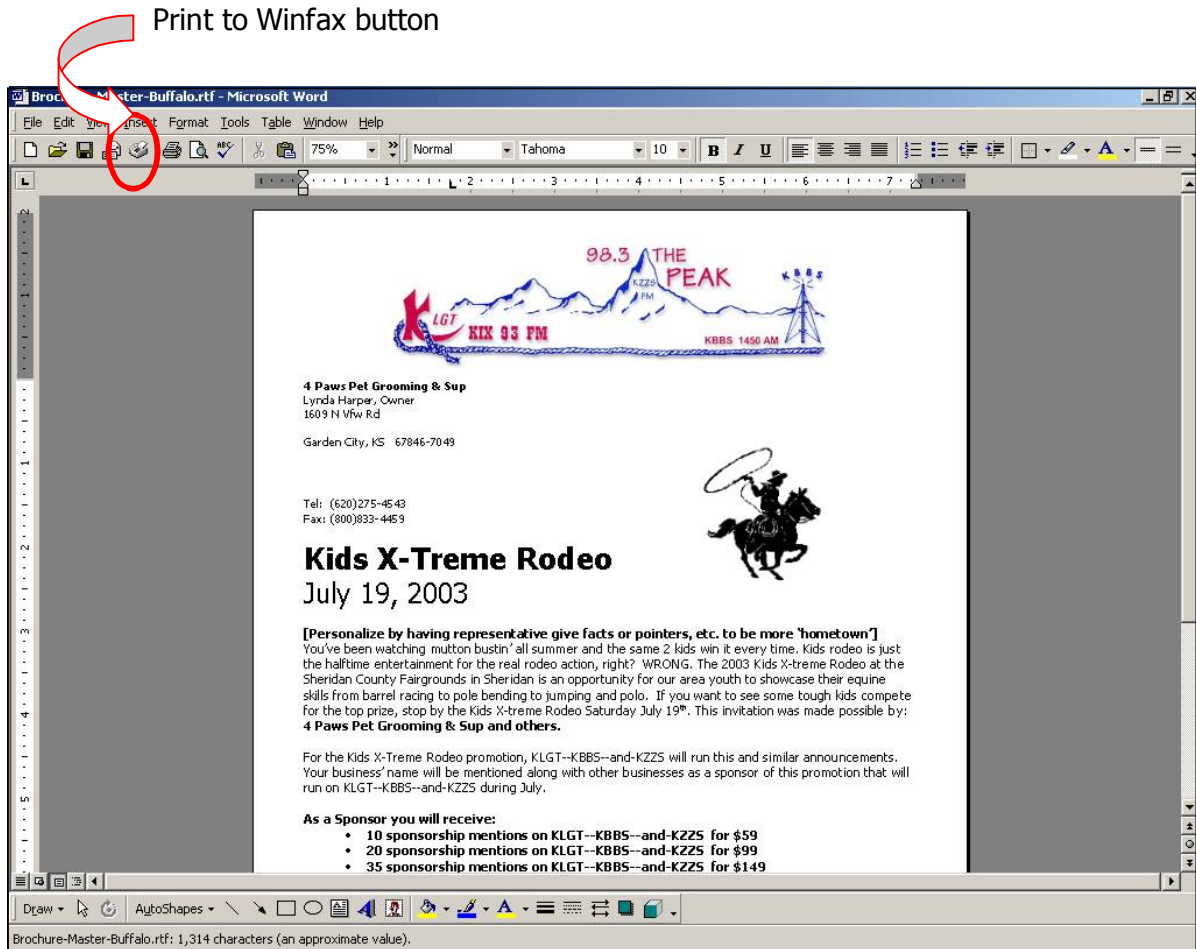 Print to Winfax button
Master-Buffalo.rtf - Microsoft Word
File Edit Insert Format Tools Table Window Help
75% Normal Tahoma 10 B I U A
1 2 3 4 5 6 7
98.3 THE
PEAK
KZZS
FM
KBBS
K LGT
KIX 93 FM
KBBS 1450 AM
4 Paws Pet Grooming & Sup
Lynda Harper, Owner
1609 N Vfw Rd
Garden City, KS 67846-7049
Tel: (620)275-4543
Fax: (800)833-4459
Kids X-Treme Rodeo
July 19, 2003
[Personalize by having representative give facts or pointers, etc. to be more 'hometown']
You've been watching mutton bustin' all summer and the same 2 kids win it every time. Kids rodeo is just
the halftime entertainment for the real rodeo action, right? WRONG. The 2003 Kids X-treme Rodeo at the
Sheridan County Fairgrounds in Sheridan is an opportunity for our area youth to showcase their equine
skills from barrel racing to pole bending to jumping and polo. If you want to see some tough kids compete
for the top prize, stop by the Kids X-treme Rodeo Saturday July 19th. This invitation was made possible by:
4 Paws Pet Grooming & Sup and others.
For the Kids X-Treme Rodeo promotion, KLGT--KBBS--and-KZZS will run this and similar announcements.
Your business' name will be mentioned along with other businesses as a sponsor of this promotion that will
run on KLGT--KBBS--and-KZZS during July.
As a Sponsor you will receive:
• 10 sponsorship mentions on KLGT--KBBS--and-KZZS for $59
• 20 sponsorship mentions on KLGT--KBBS--and-KZZS for $99
• 35 sponsorship mentions on KLGT--KBBS--and-KZZS for $149
Draw AutoShapes A
Brochure-Master-Buffalo.rtf: 1,314 characters (an approximate value).